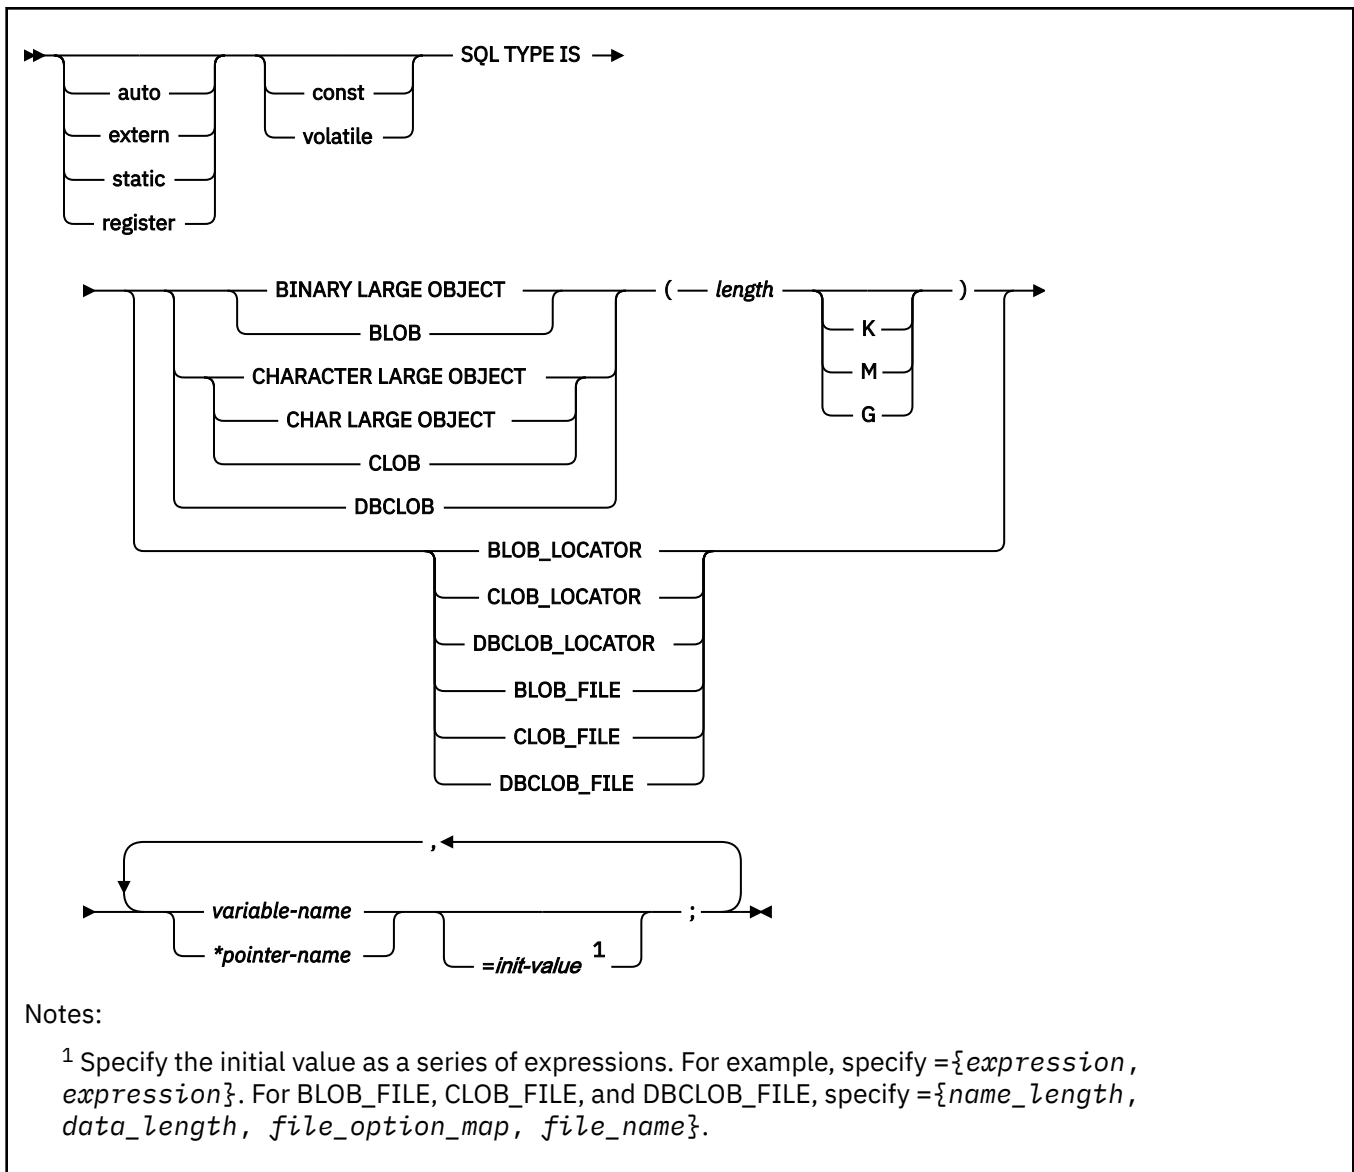 SQL TYPE IS
auto const
extern volatile
static
register
BINARY LARGE OBJECT ( length )
BLOB K
CHARACTER LARGE OBJECT M
CHAR LARGE OBJECT G
CLOB
DBCLOB
BLOB_LOCATOR
CLOB_LOCATOR
DBCLOB_LOCATOR
BLOB_FILE
CLOB_FILE
DBCLOB_FILE
,
variable-name ;
*pointer-name =init-value 1
Notes:
1 Specify the initial value as a series of expressions. For example, specify ={expression,
expression}. For BLOB_FILE, CLOB_FILE, and DBCLOB_FILE, specify ={name_length,
data_length, file_option_map, file_name}.